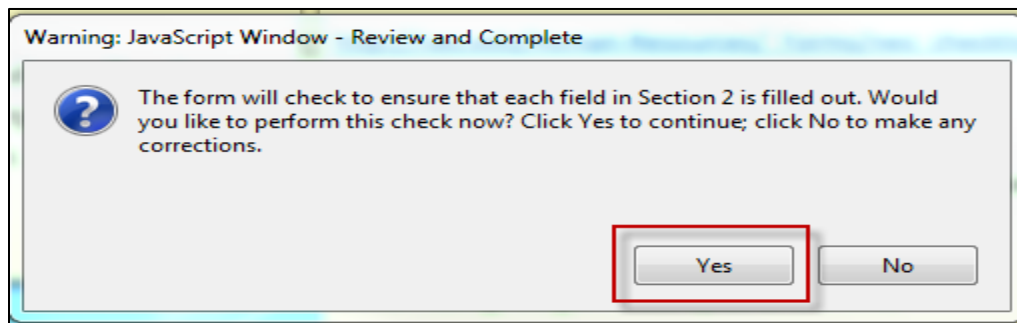 Warning: JavaScript Window - Review and Complete
The form will check to ensure that each field in Section 2 is filled out. Would
you like to perform this check now? Click Yes to continue; click No to make any
corrections.
Yes
No